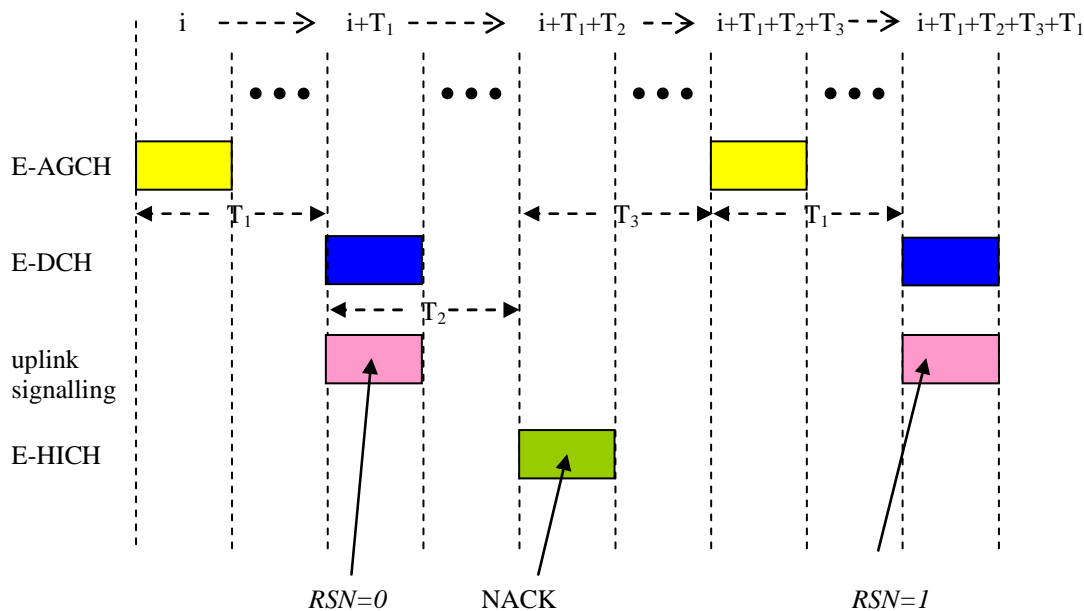 i i+T₁ i+T₁+T₂ i+T₁+T₂+T₃ i+T₁+T₂+T₃+T₁
E-AGCH
T₁ T₃ T₁
E-DCH
T₂
uplink
signalling
E-HICH
RSN=0 NACK RSN=1